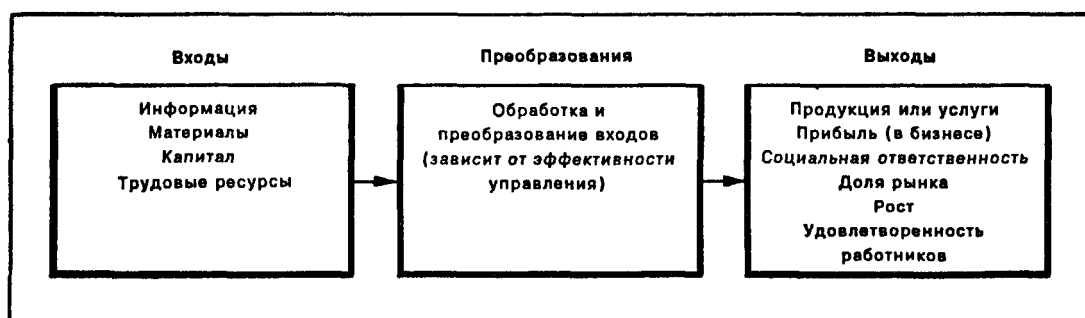 Входы
Информация
Материалы
Капитал
Трудовые ресурсы
Преобразования
Обработка и
преобразование входов
(зависит от эффективности
управления)
Выходы
Продукция или услуги
Прибыль (в бизнесе)
Социальная ответственность
Доля рынка
Рост
Удовлетворенность
работников